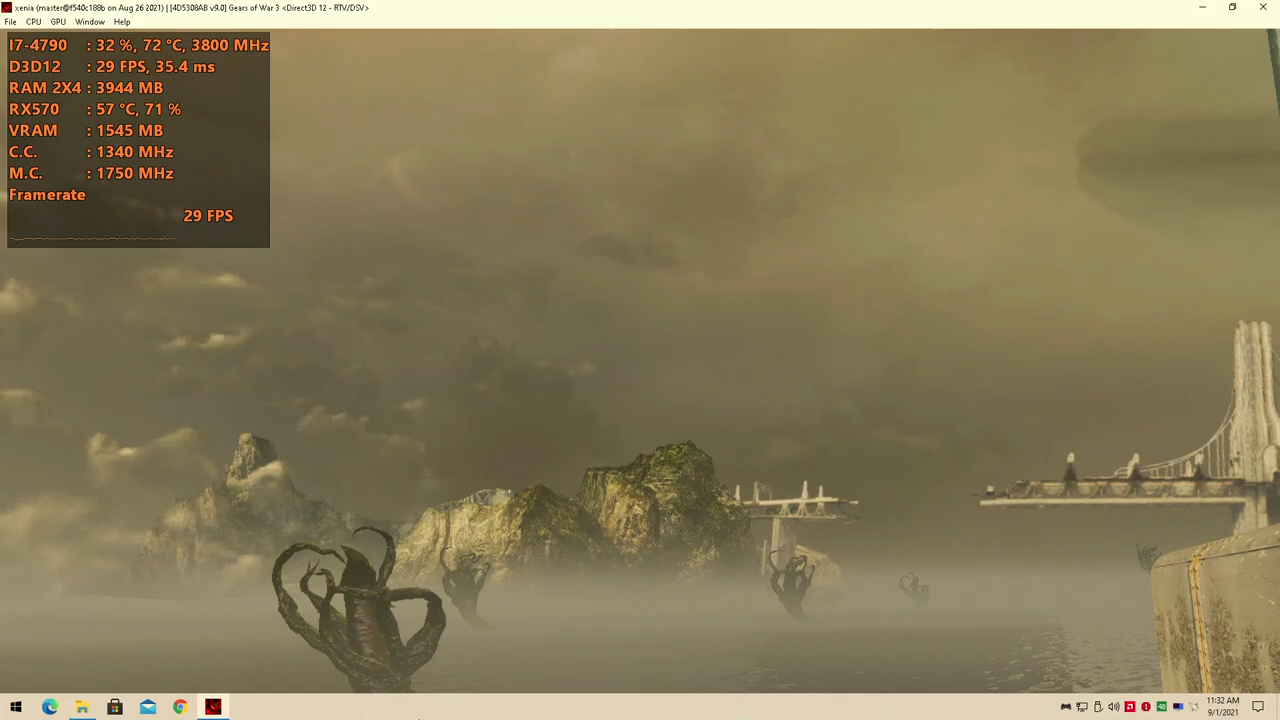 xenia (master@f540c188b on Aug 26 2021) | [4D5308AB v9.0] Gears of War 3 <Direct3D 12 - RTV/DSV>
File CPU GPU Window Help
I7-4790 : 32 %, 72 °C, 3800 MHz
D3D12 : 29 FPS, 35.4 ms
RAM 2X4 : 3944 MB
RX570 : 57 °C, 71 %
VRAM : 1545 MB
C.C. : 1340 MHz
M.C. : 1750 MHz
Framerate
29 FPS
11:32 AM
9/1/2021